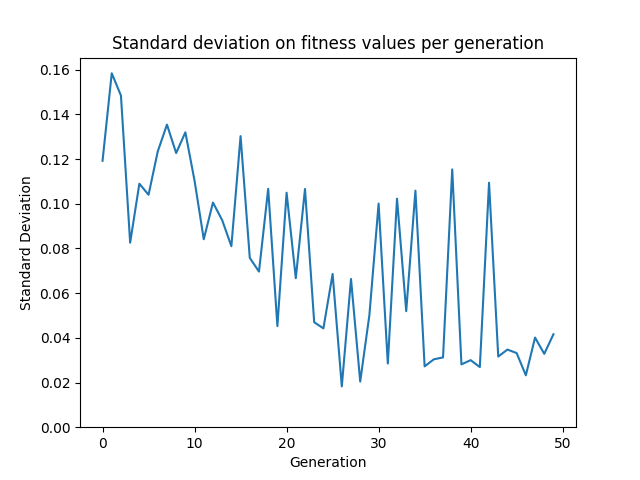 Standard deviation on fitness values per generation
0.16
0.14
0.12
0.10
0.08
0.06
0.04
0.02
0.00
Standard Deviation
0 10 20 30 40 50
Generation